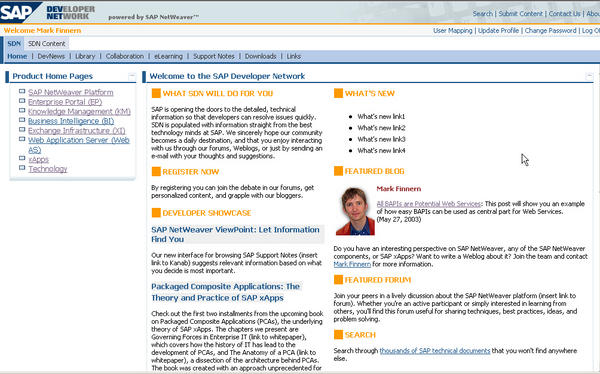 SAP DEVELOPER NETWORK powered by SAP NetWeaver™
Search | Submit Content | Contact Us | Abou
Welcome Mark Finnern
User Mapping | Update Profile | Change Password | Log O
SDN SDN Content
Home | DevNews | Library | Collaboration | eLearning | Support Notes | Downloads | Links
Product Home Pages
SAP NetWeaver Platform
Enterprise Portal (EP)
Knowledge Management (KM)
Business Intelligence (BI)
Exchange Infrastructure (XI)
Web Application Server (Web
AS)
xApps
Technology
Welcome to the SAP Developer Network
WHAT SDN WILL DO FOR YOU
SAP is opening the doors to the detailed, technical
information so that developers can resolve issues quickly.
SDN is populated with information straight from the best
technology minds at SAP. We sincerely hope our community
becomes a daily destination, and that you enjoy interacting
with us through our forums, Weblogs, or just by sending an
e-mail with your thoughts and suggestions.
REGISTER NOW
By registering you can join the debate in our forums, get
personalized content, and grapple with our bloggers.
DEVELOPER SHOWCASE
SAP NetWeaver ViewPoint: Let Information
Find You
Our new interface for browsing SAP Support Notes (insert
link to Kanab) suggests relevant information based on what
you decide is most important.
Packaged Composite Applications: The
Theory and Practice of SAP xApps
Check out the first two installments from the upcoming
book on Packaged Composite Applications (PCAs), the
underlying theory of SAP xApps. The chapters we present are
Governing Forces in Enterprise IT (link to whitepaper),
which covers how the history of IT has lead to the
development of PCAs, and The Anatomy of a PCA (link to
whitepaper), a dissection of the architecture behind PCAs.
The book was created with an approach unprecedented for
WHAT'S NEW
What's new link1
What's new link2
What's new link3
What's new link4
FEATURED BLOG
Mark Finnern
All BAPIs are Potential Web Services: This post will show you an example
of how easy BAPIs can be used as central part for Web Services.
(May 27, 2003)
Do you have an interesting perspective on SAP NetWeaver, any of the SAP NetWeaver
components, or SAP xApps? Want to write a Weblog about it? Join the team and contact
Mark Finnern for more information.
FEATURED FORUM
Join your peers in a lively dicussion about the SAP NetWeaver platform (insert link to
forum). Whether you're an active participant or simply interested in learning from
others, you'll find this forum useful for sharing techniques, best practices, ideas, and
problem solving.
SEARCH
Search through thousands of SAP technical documents that you won't find anywhere
else.